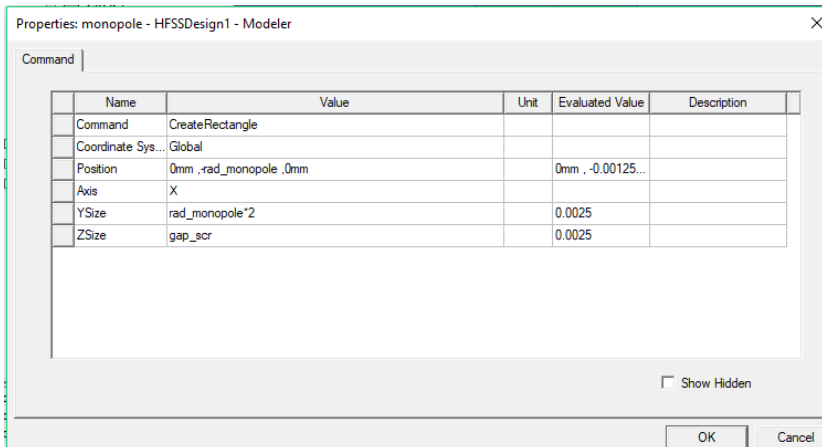 Properties: monopole - HFSSDesign1 - Modeler
Command
Name Value Unit Evaluated Value Description
Command CreateRectangle
Coordinate Sys... Global
Position 0mm ,-rad_monopole ,0mm 0mm , -0.00125...
Axis X
YSize rad_monopole*2 0.0025
ZSize gap_scr 0.0025
Show Hidden
OK Cancel